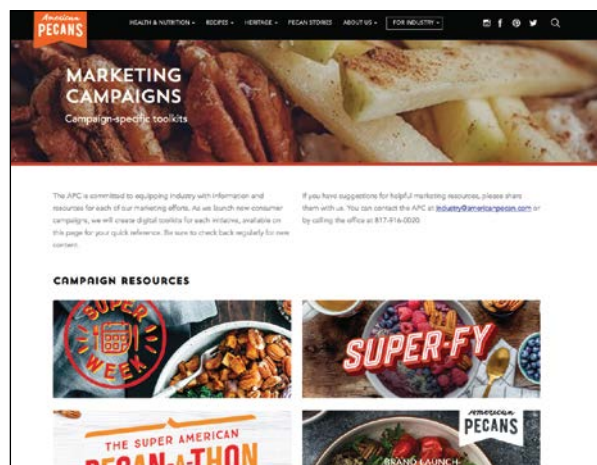 American
PECANS
HEALTH & NUTRITION
RECIPES
HERITAGE
PECAN STORIES
ABOUT US
FOR INDUSTRY
MARKETING
CAMPAIGNS
Campaign-specific toolkits
The APC is committed to equipping industry with information and
resources for each of our marketing efforts. As we launch new consumer
campaigns, we will create digital toolkits for each initiative, available on
this page for your quick reference. Be sure to check back regularly for new
content.
If you have suggestions for helpful marketing resources, please share
them with us. You can contact the APC at industry@americanpecan.com or
by calling the office at 817-916-0020.
CAMPAIGN RESOURCES
SUPER
WEEK
SUPER-FY
THE SUPER AMERICAN
PECAN-A-THON
American
PECANS
BRAND LAUNCH